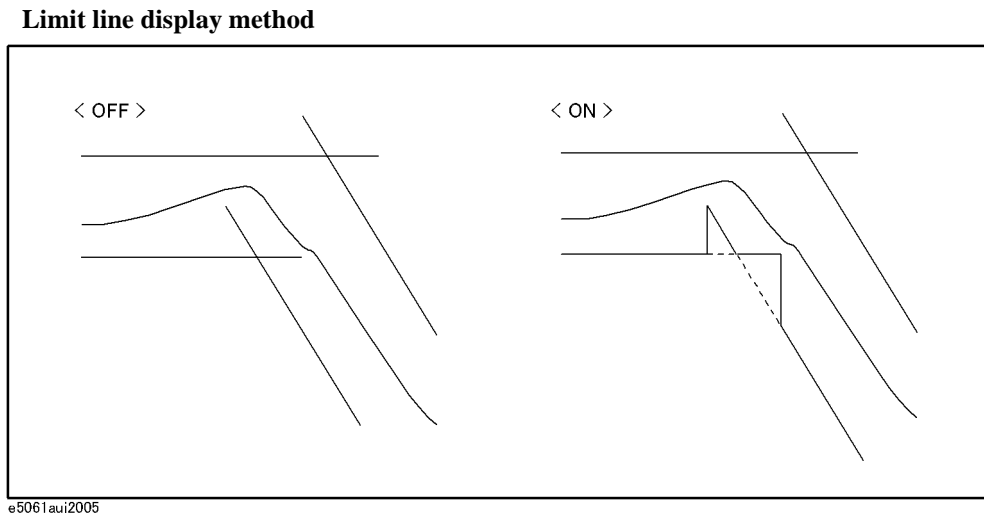 Limit line display method
< OFF >
< ON >
e5061aui2005